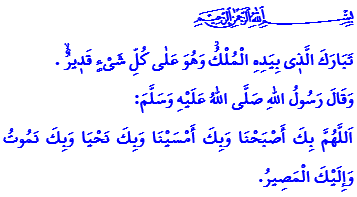 بِسْمِ اللّٰهِ الرَّحْمٰنِ الرَّحِيمِ
تَبَارَكَ الَّذ۪ي بِيَدِهِ الْمُلْكُۘ وَهُوَ عَلٰى كُلِّ شَيْءٍ قَد۪يرٌۙ .
وَقَالَ رَسُولُ اللّٰهِ صَلَّى اللّٰهُ عَلَيْهِ وَسَلَّمَ:
اَللّٰهُمَّ بِكَ أَصْبَحْنَا وَبِكَ أَمْسَيْنَا وَبِكَ نَحْيَا وَبِكَ نَمُوتُ
وَإِلَيْكَ الْمَصِيرُ.